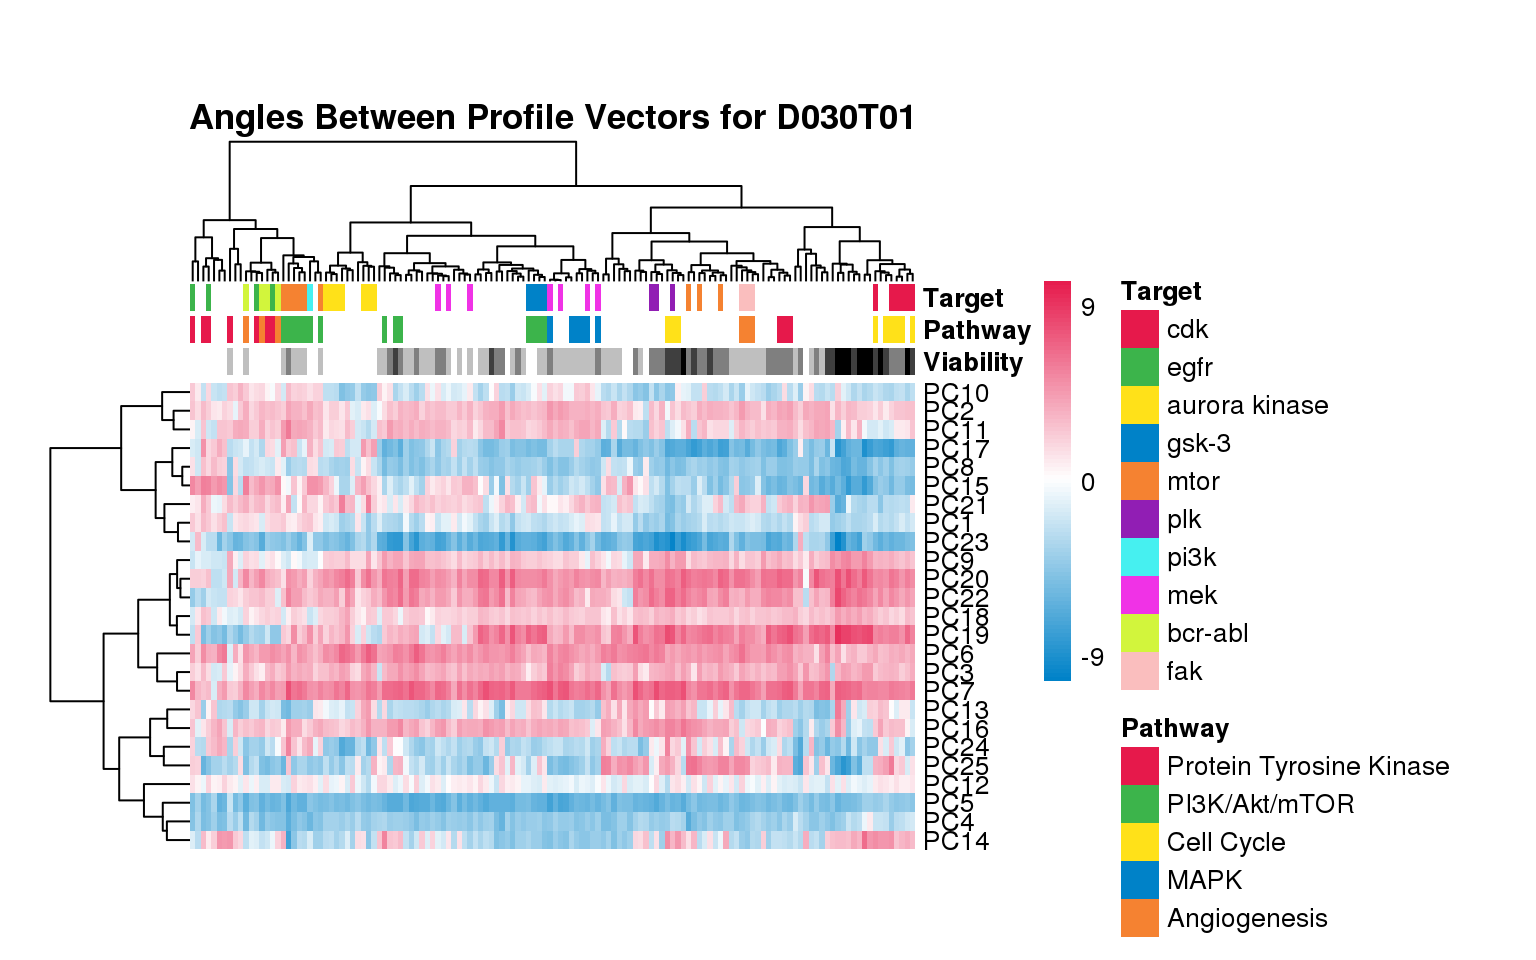 Angles Between Profile Vectors for D030T01
Target
Pathway
Viability
PC10
PC2
PC11
PC17
PC8
PC15
PC21
PC1
PC23
PC9
PC20
PC22
PC18
PC19
PC6
PC3
PC7
PC13
PC16
PC24
PC25
PC12
PC5
PC4
PC14
9
0
-9
Target
cdk
egfr
aurora kinase
gsk-3
mtor
plk
pi3k
mek
bcr-abl
fak
Pathway
Protein Tyrosine Kinase
PI3K/Akt/mTOR
Cell Cycle
MAPK
Angiogenesis